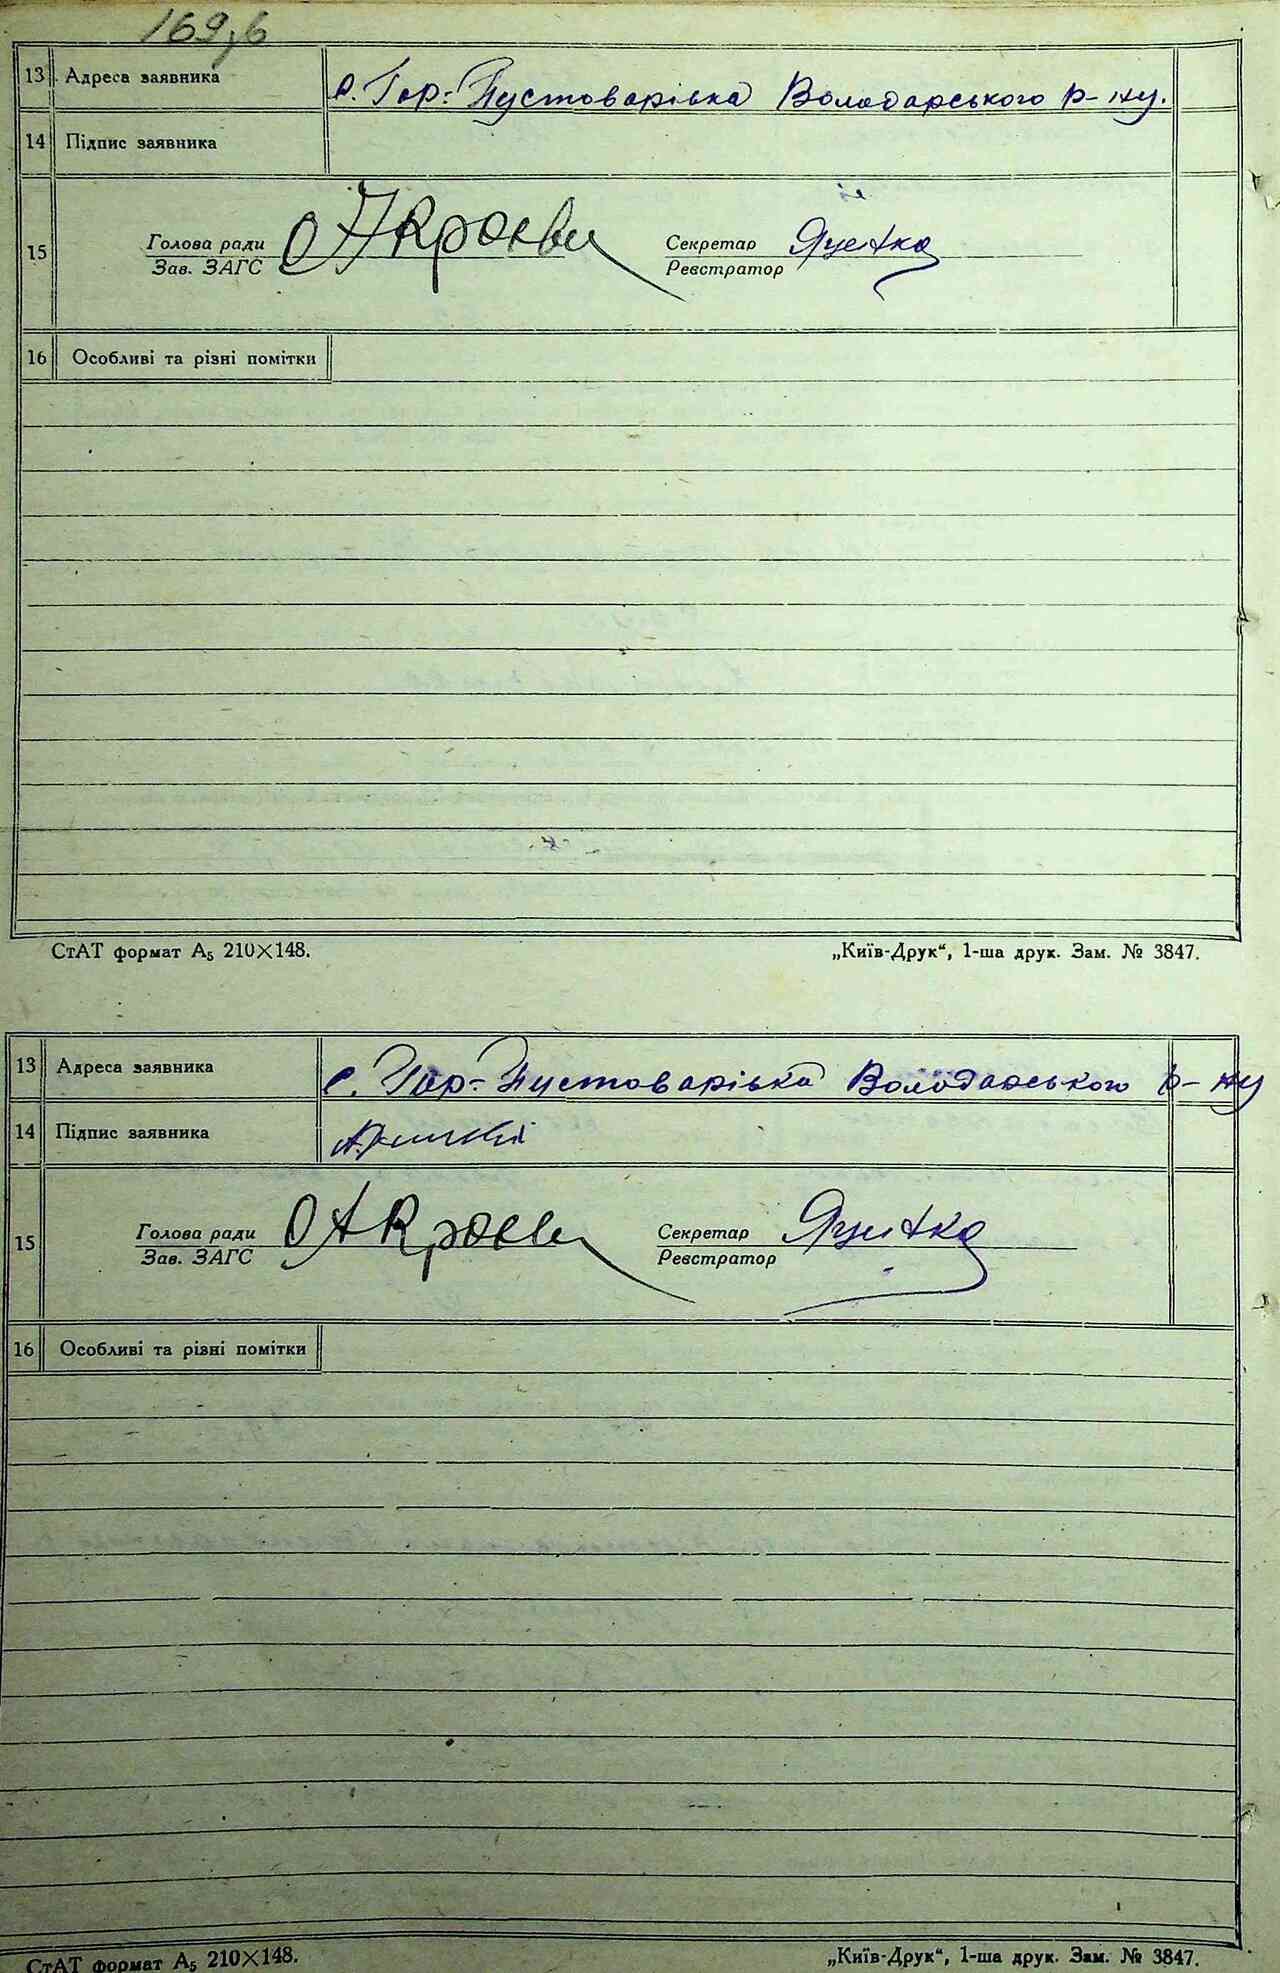 169,б
13 Адреса заявника с. Гор-Пустоварівка Володарського р-ну.
14 Підпис заявника
15 Голова ради Секретар
Зав. ЗАГС Реєстратор
16 Особливі та різні помітки
СтАТ формат А5 210×148. „Київ-Друк“, 1-ша друк. Зам. № 3847.
13 Адреса заявника с. Гор-Пустоварівка Володарського р-ну
14 Підпис заявника
15 Голова ради Секретар
Зав. ЗАГС Реєстратор
16 Особливі та різні помітки
СтАТ формат А5 210×148. „Київ-Друк“, 1-ша друк. Зам. № 3847.